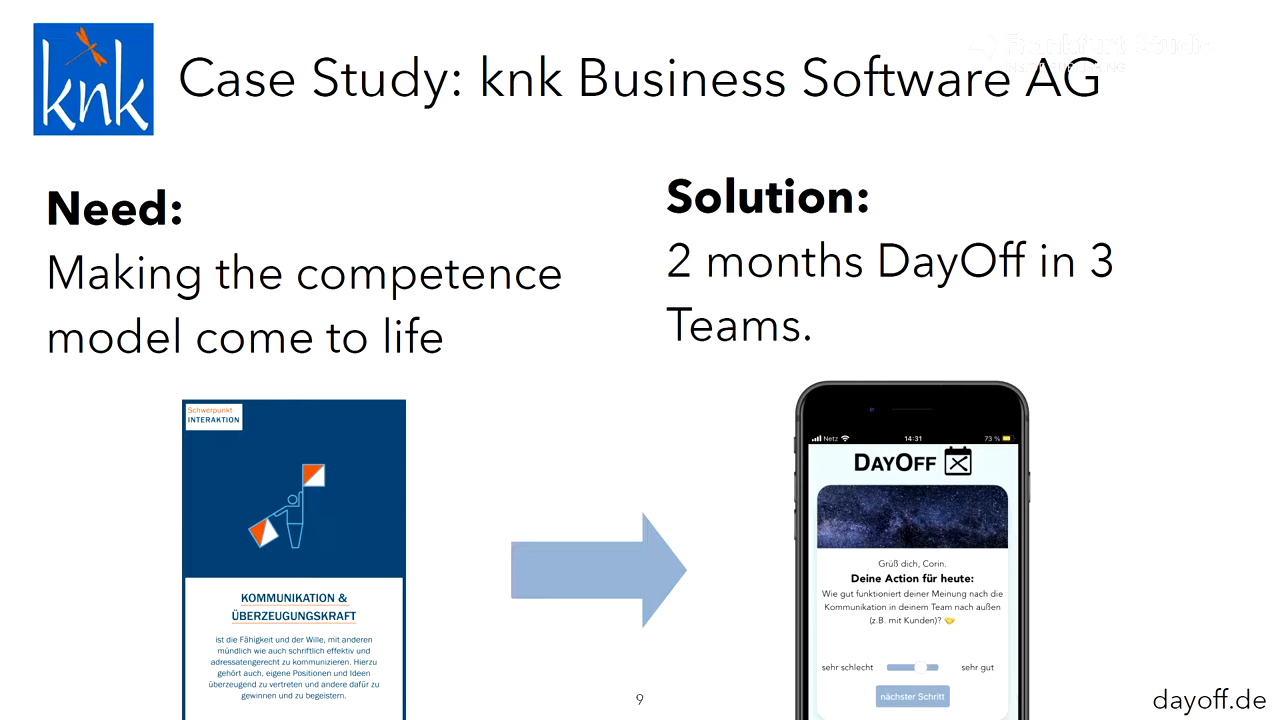 knk
Case Study: knk Business Software AG
Frankfurt Studio
Need:
Making the competence
model come to life
Solution:
2 months DayOff in 3
Teams.
Schwerpunkt
INTERAKTION
KOMMUNIKATION &
ÜBERZEUGUNGSKRAFT
ist die Fähigkeit und der Wille, mit anderen
mündlich wie auch schriftlich effektiv und
adressatengerecht zu kommunizieren. Hierzu
gehört auch, eigene Positionen und Ideen
überzeugend zu vertreten und andere dafür zu
gewinnen und zu begeistern.
Netz 14:31 73 %
DAYOFF
Grüß dich, Corin.
Deine Action für heute:
Wie gut funktioniert deiner Meinung nach die
Kommunikation in deinem Team nach außen
(z.B. mit Kunden)? 🤝
sehr schlecht sehr gut
nächster Schritt
9
dayoff.de